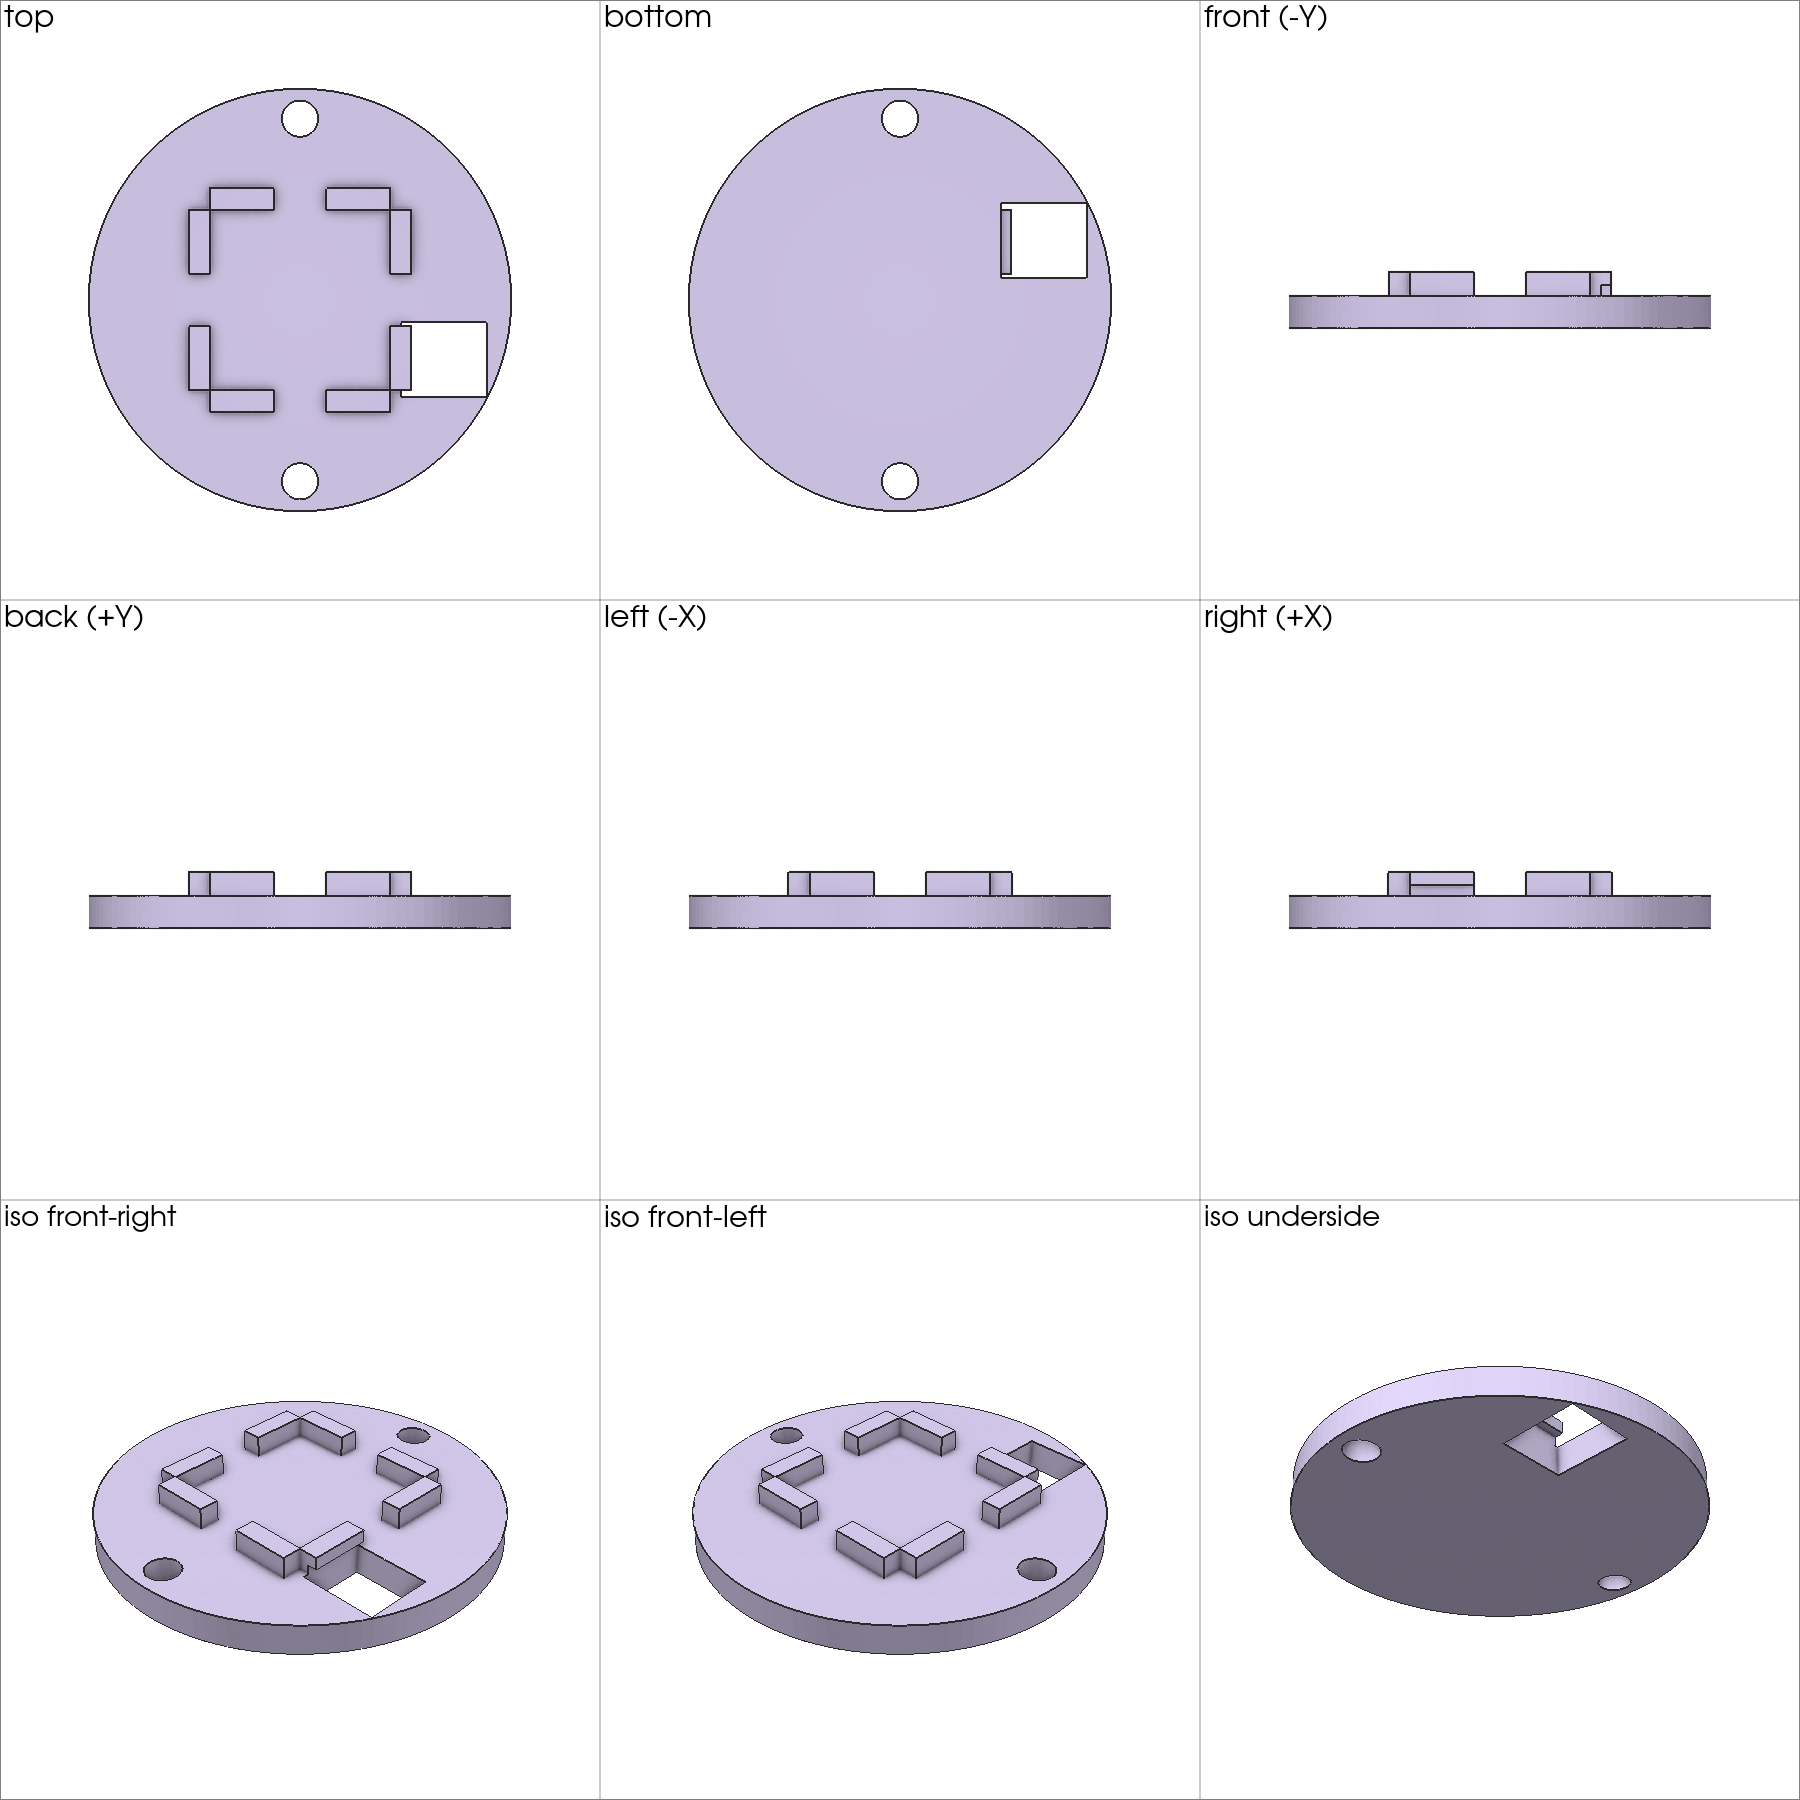 top
bottom
front (-Y)
back (+Y)
left (-X)
right (+X)
iso front-right
iso front-left
iso underside